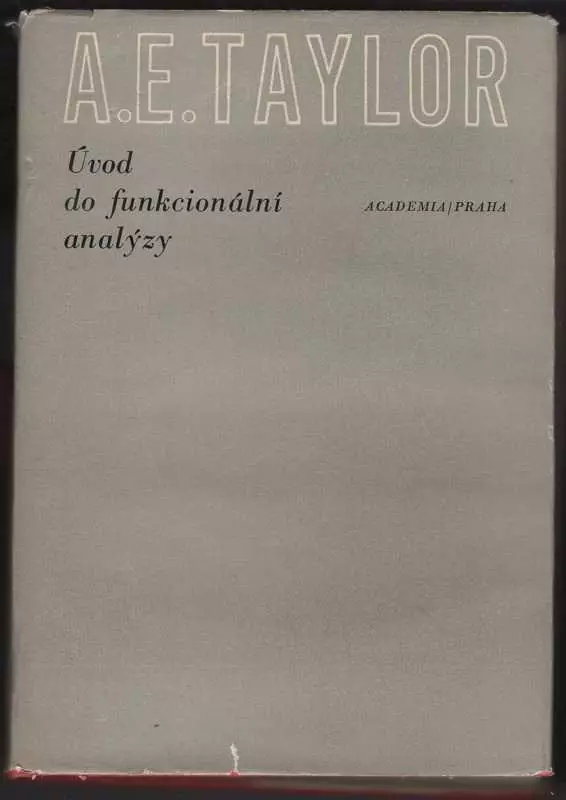 A.E.TAYLOR
Úvod
do funkcionální
analýzy
ACADEMIA/PRAHA